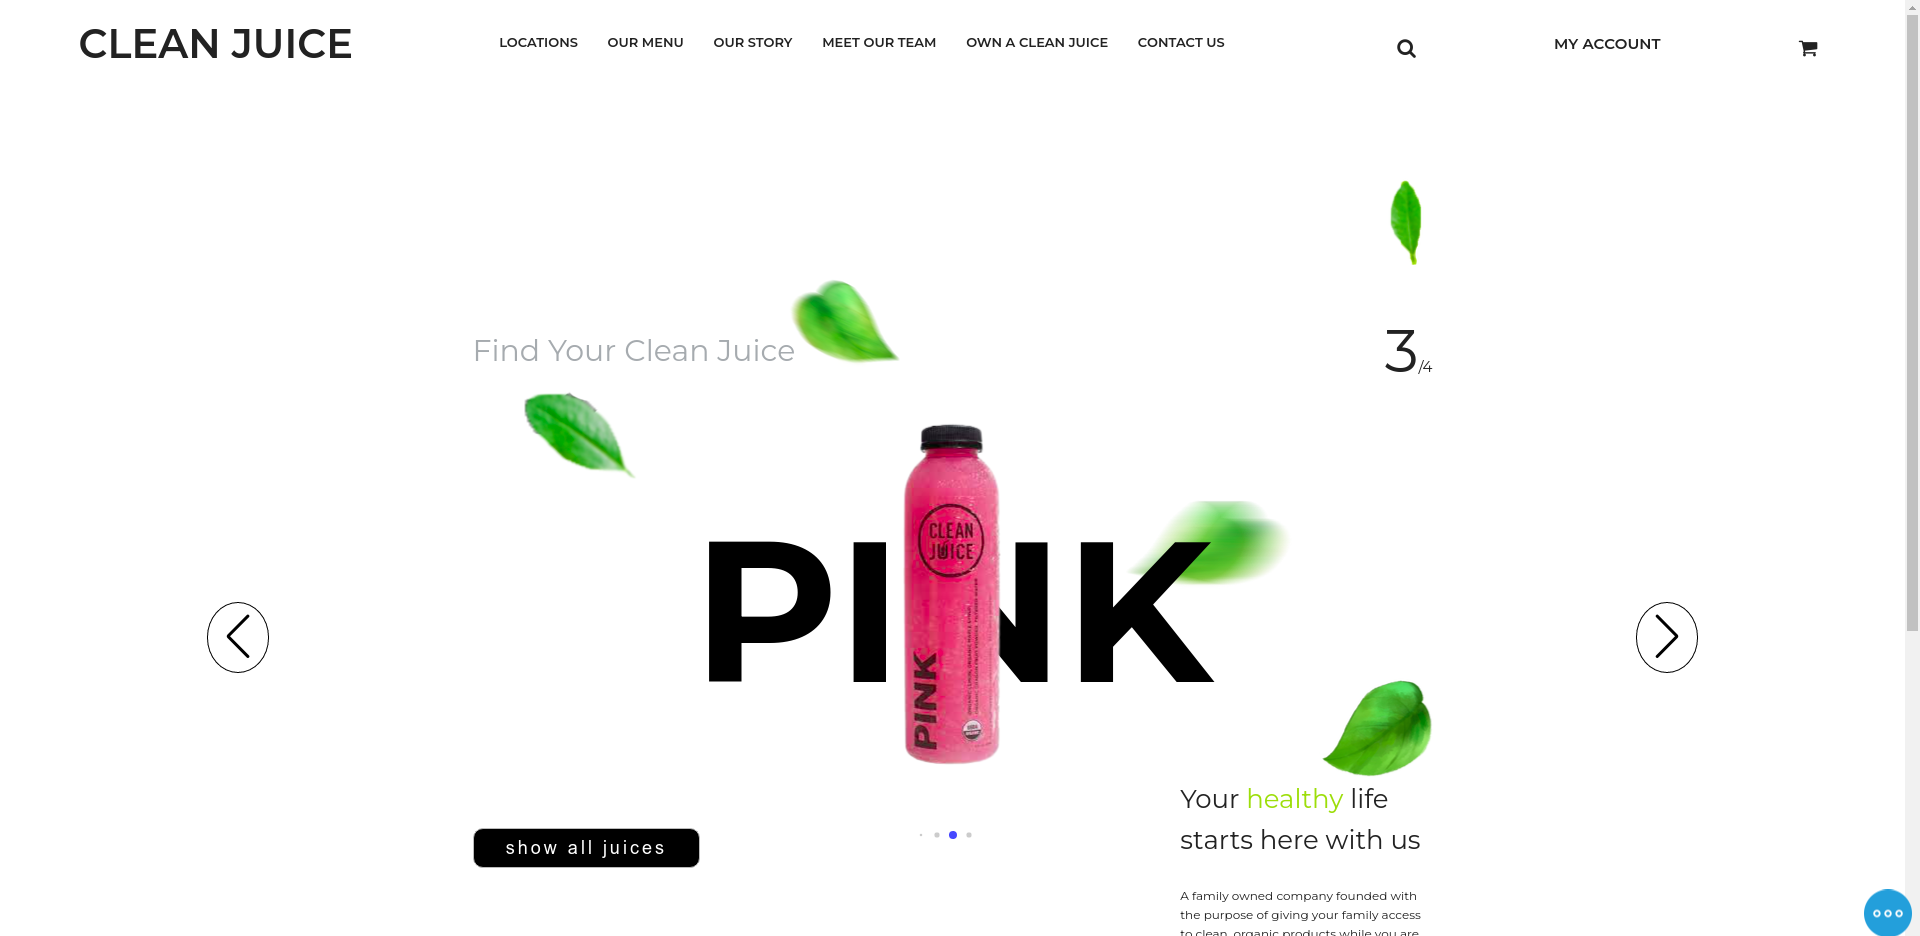 CLEAN JUICE
LOCATIONS OUR MENU OUR STORY MEET OUR TEAM OWN A CLEAN JUICE CONTACT US
MY ACCOUNT
Find Your Clean Juice
3/4
PINK
CLEAN
JUICE
PINK
Your healthy life
starts here with us
show all juices
A family owned company founded with
the purpose of giving your family access
to clean, organic products while you are